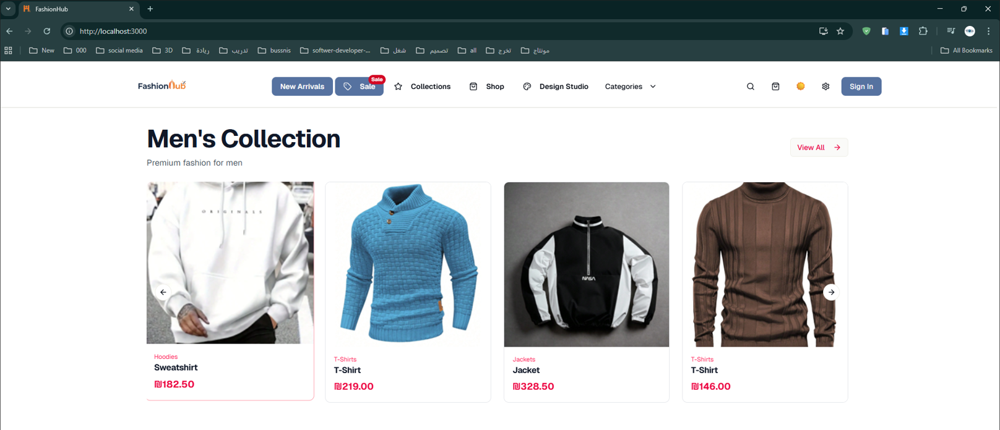 FashionHub
http://localhost:3000
New
000
social media
3D
ريادة
تدريب
bussnis
softwer-developer-...
شغل
تصميم
all
تخرج
مونتاج
All Bookmarks
FashionHub
New Arrivals
Sale
Sale
Collections
Shop
Design Studio
Categories
Sign In
Men's Collection
Premium fashion for men
View All
ORIGINALS
NASA
Hoodies
Sweatshirt
₪182.50
T-Shirts
T-Shirt
₪219.00
Jackets
Jacket
₪328.50
T-Shirts
T-Shirt
₪146.00